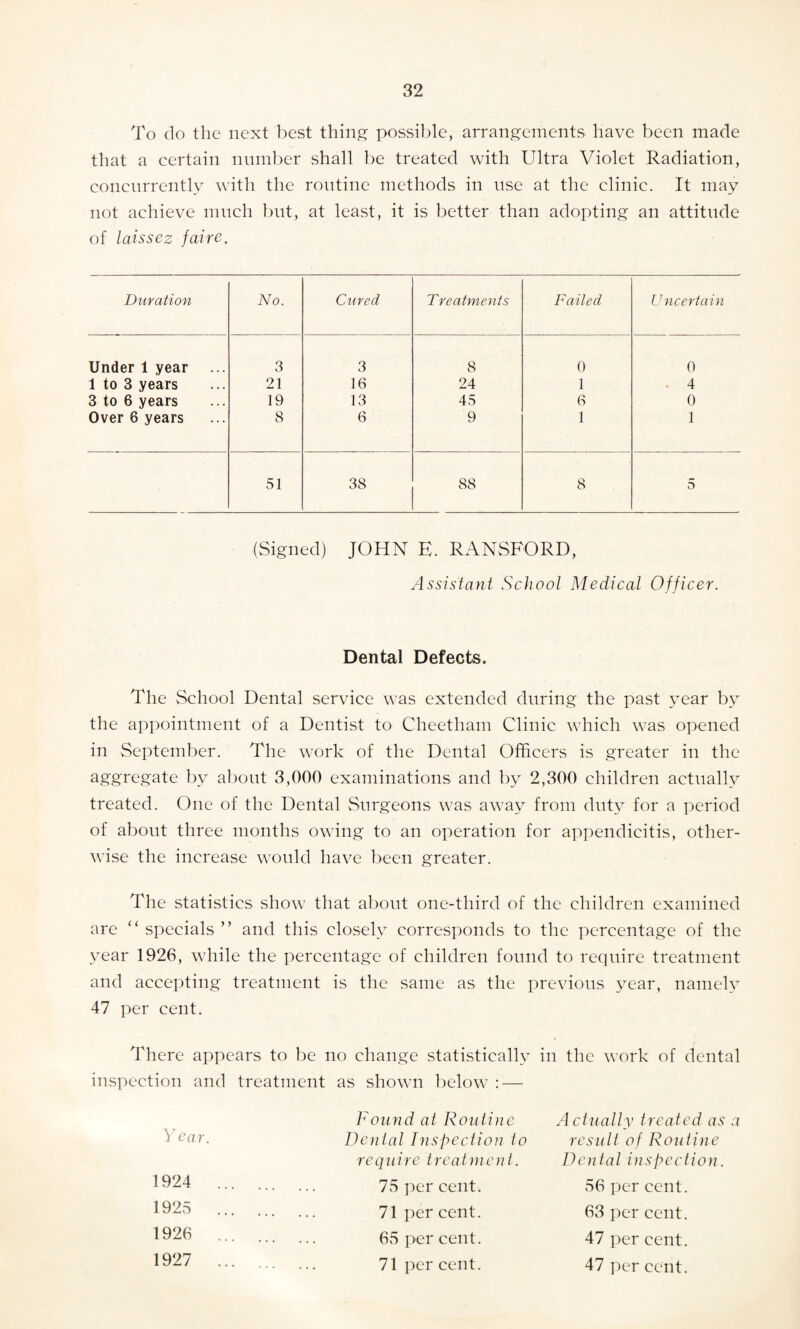 32
To do the next best thing possible, arrangements have been made
that a certain number shall be treated with Ultra Violet Radiation,
concurrently with the routine methods in use at the clinic. It may
not achieve much but, at least, it is better than adopting an attitude
of laissez faire.
Duration No. Cured Treatments Failed Uncertain
Under 1 year ... 3 3 8 0 0
1 to 3 years ... 21 16 24 1 4
3 to 6 years ... 19 13 45 6 0
Over 6 years ... 8 6 9 1 1
51 38 88 8 5
(Signed) JOHN E. RANSFORD,
Assistant School Medical Officer.
Dental Defects.
The School Dental service was extended during the past year by
the appointment of a Dentist to Cheetham Clinic which was opened
in September. The work of the Dental Officers is greater in the
aggregate by about 3,000 examinations and by 2,300 children actually
treated. One of the Dental Surgeons was away from duty for a period
of about three months owing to an operation for appendicitis, other-
wise the increase would have been greater.
The statistics show that about one-third of the children examined
are “ specials ” and this closely corresponds to the percentage of the
year 1926, while the percentage of children found to require treatment
and accepting treatment is the same as the previous year, namely
47 per cent.
There appears to be no change statistically in the work of dental
inspection and treatment as shown below : —
Found at Routine Actually treated as a
Year. Dental Inspection to result of Routine
require treatment. Dental inspection.
1924 ... ... ... 75 per cent. 56 per cent.
1925 ... ... ... 71 per cent. 63 per cent.
1926 ... ... ... 65 per cent. 47 per cent.
1927 ... ... ... 71 per cent. 47 per cent.